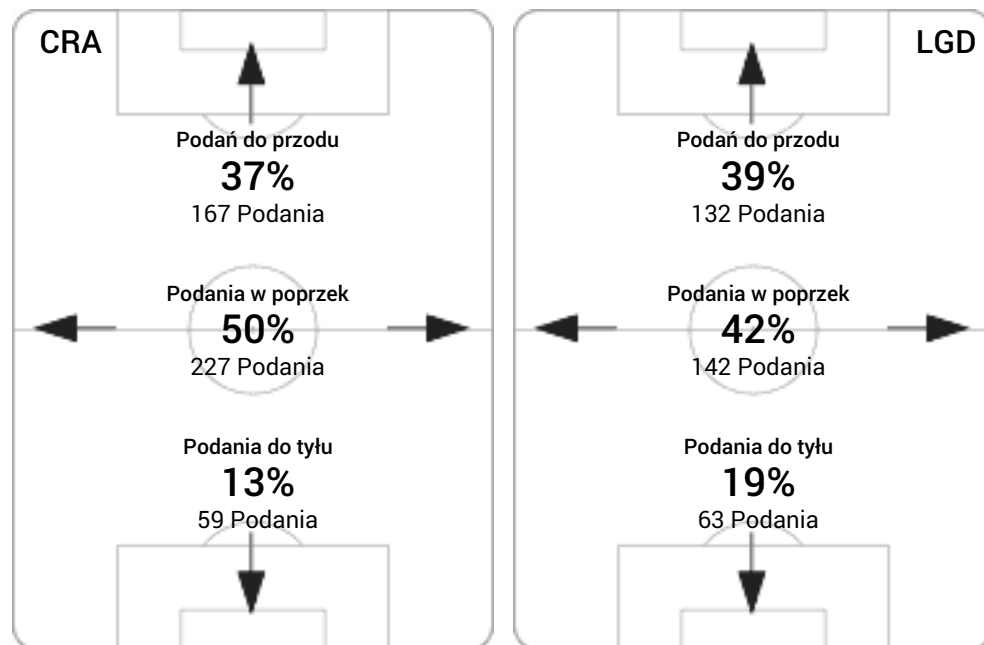 CRA
Podań do przodu
37%
167 Podania
Podania w poprzek
50%
227 Podania
Podania do tyłu
13%
59 Podania
LGD
Podań do przodu
39%
132 Podania
Podania w poprzek
42%
142 Podania
Podania do tyłu
19%
63 Podania